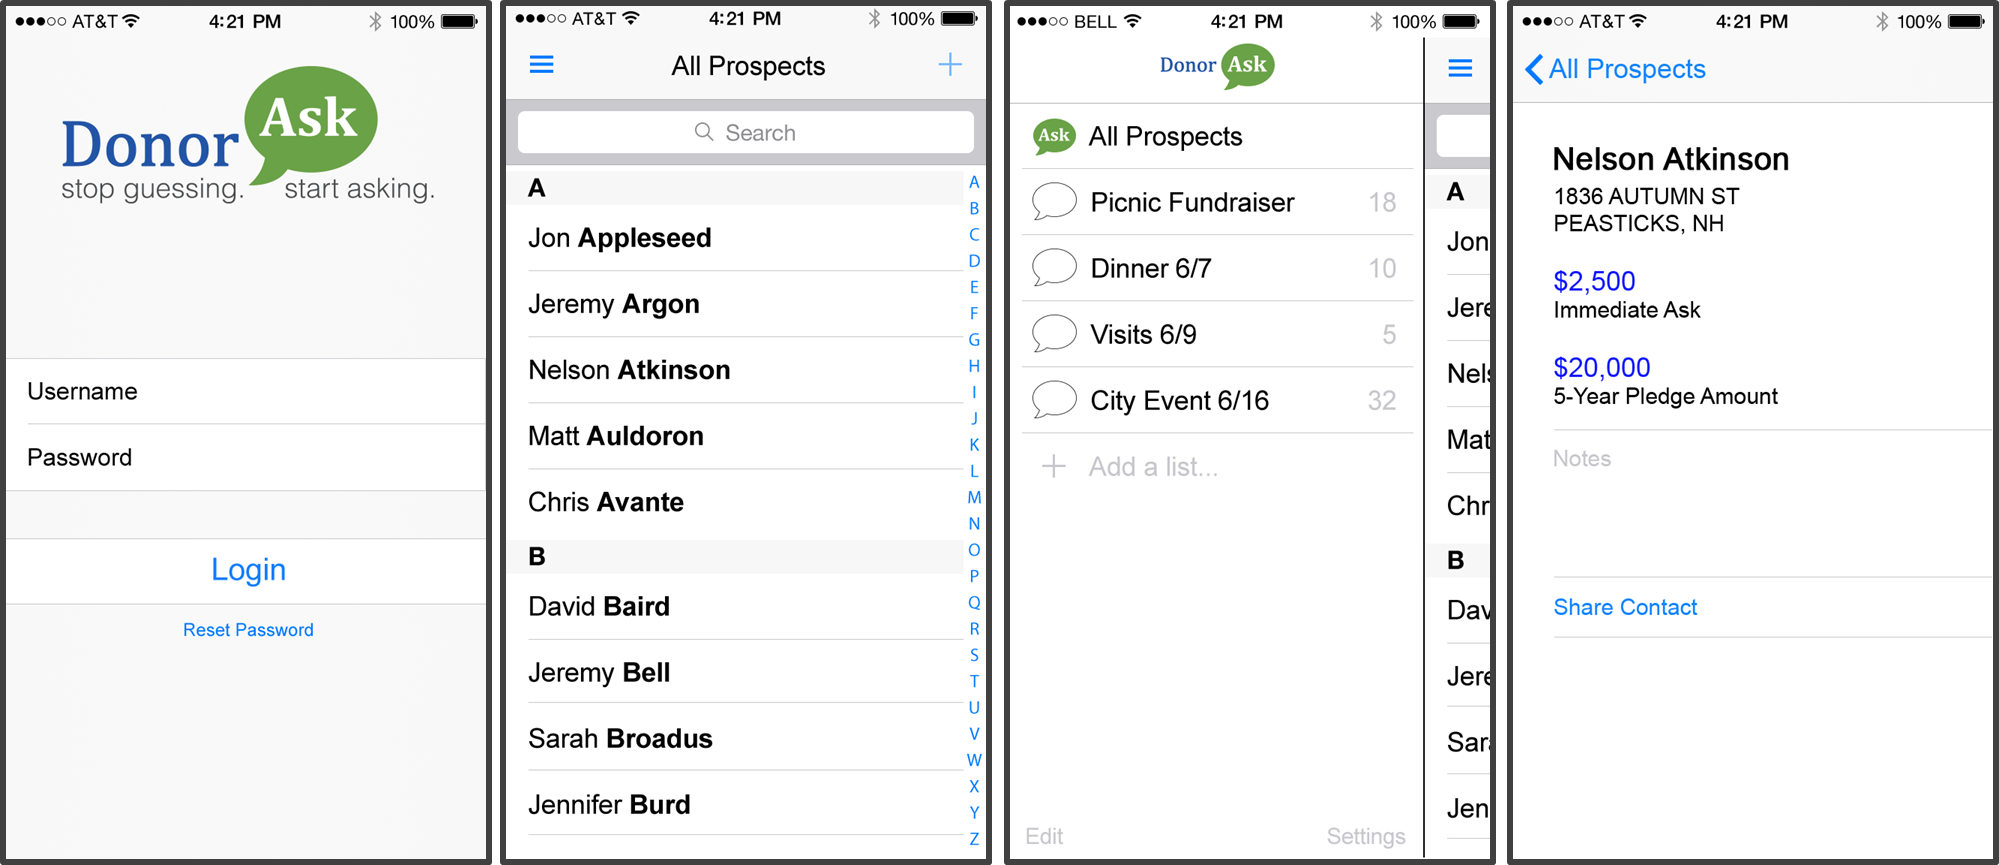 AT&T 4:21 PM 100%
Donor Ask
stop guessing. start asking.
Username
Password
Login
Reset Password
AT&T 4:21 PM 100%
All Prospects
Search
A
Jon Appleseed
Jeremy Argon
Nelson Atkinson
Matt Auldoron
Chris Avante
B
David Baird
Jeremy Bell
Sarah Broadus
Jennifer Burd
A
B
C
D
E
F
G
H
I
J
K
L
M
N
O
P
Q
R
S
T
U
V
W
X
Y
Z
BELL 4:21 PM 100%
Donor Ask
Ask All Prospects
Picnic Fundraiser 18
Dinner 6/7 10
Visits 6/9 5
City Event 6/16 32
+ Add a list...
Edit Settings
A
Jon
Jere
Nels
Mat
Chr
B
Dav
Jere
Sar
Jen
AT&T 4:21 PM 100%
All Prospects
Nelson Atkinson
1836 AUTUMN ST
PEASTICKS, NH
$2,500
Immediate Ask
$20,000
5-Year Pledge Amount
Notes
Share Contact